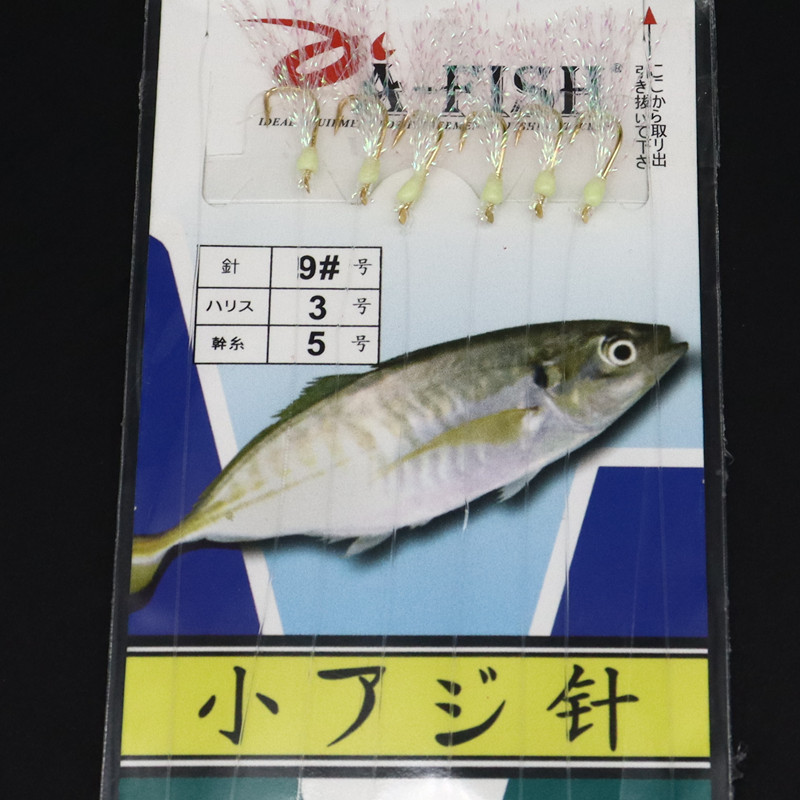 A-FISH®
ここから取り出
引き抜いて下さ
針 9# 号
ハリス 3 号
幹糸 5 号
小アジ针